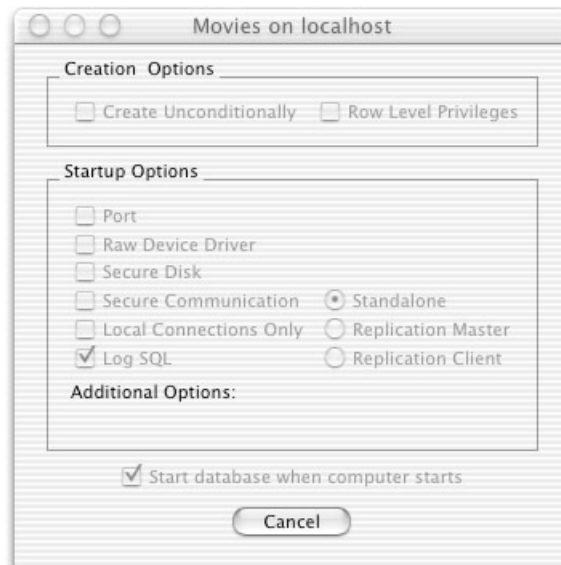 Movies on localhost
Creation Options
Create Unconditionally Row Level Privileges
Startup Options
Port
Raw Device Driver
Secure Disk
Secure Communication Standalone
Local Connections Only Replication Master
Log SQL Replication Client
Additional Options:
Start database when computer starts
Cancel